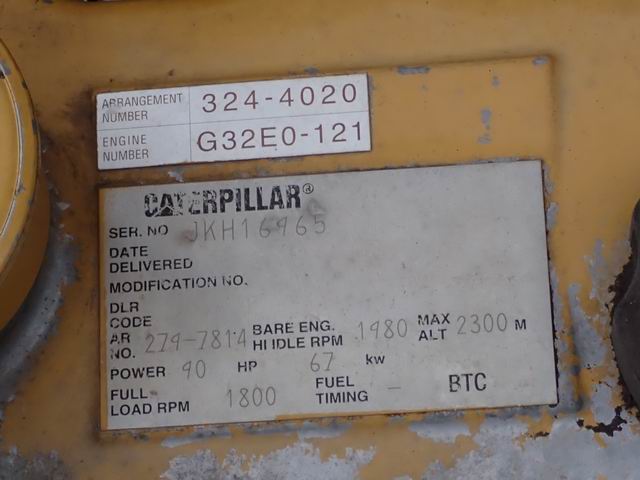 ARRANGEMENT NUMBER 324-4020
ENGINE NUMBER G32E0-121
CATERPILLAR®
SER. NO JKH16965
DATE DELIVERED
MODIFICATION NO.
DLR CODE
AR NO. 279-7814 BARE ENG. HI IDLE RPM 1980 MAX ALT 2300 M
POWER 90 HP 67 kw
FULL LOAD RPM 1800 FUEL TIMING - BTC